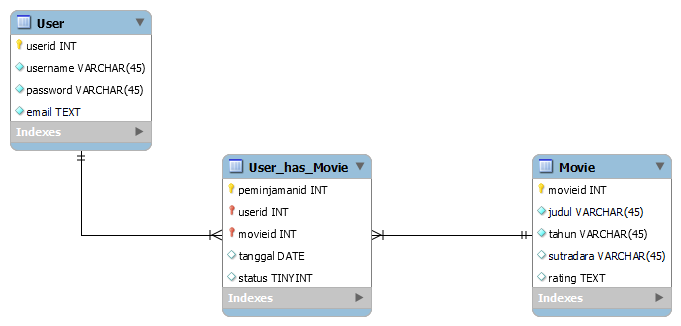 User
userid INT
username VARCHAR(45)
password VARCHAR(45)
email TEXT
Indexes
User_has_Movie
peminjamanid INT
userid INT
movieid INT
tanggal DATE
status TINYINT
Indexes
Movie
movieid INT
judul VARCHAR(45)
tahun VARCHAR(45)
sutradara VARCHAR(45)
rating TEXT
Indexes